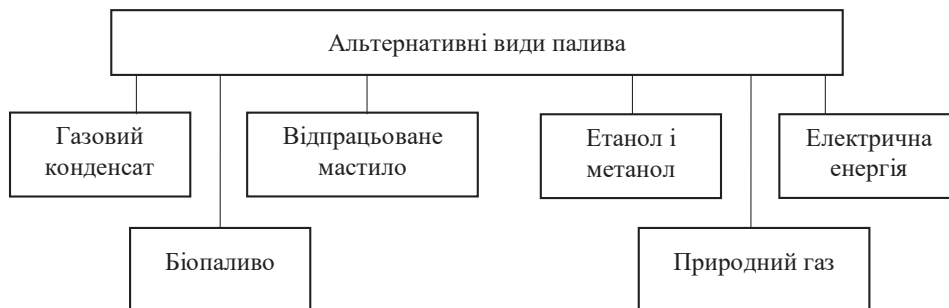 Альтернативні види палива
Газовий
конденсат
Відпрацьоване
мастило
Етанол і
метанол
Електрична
енергія
Біопаливо
Природний газ